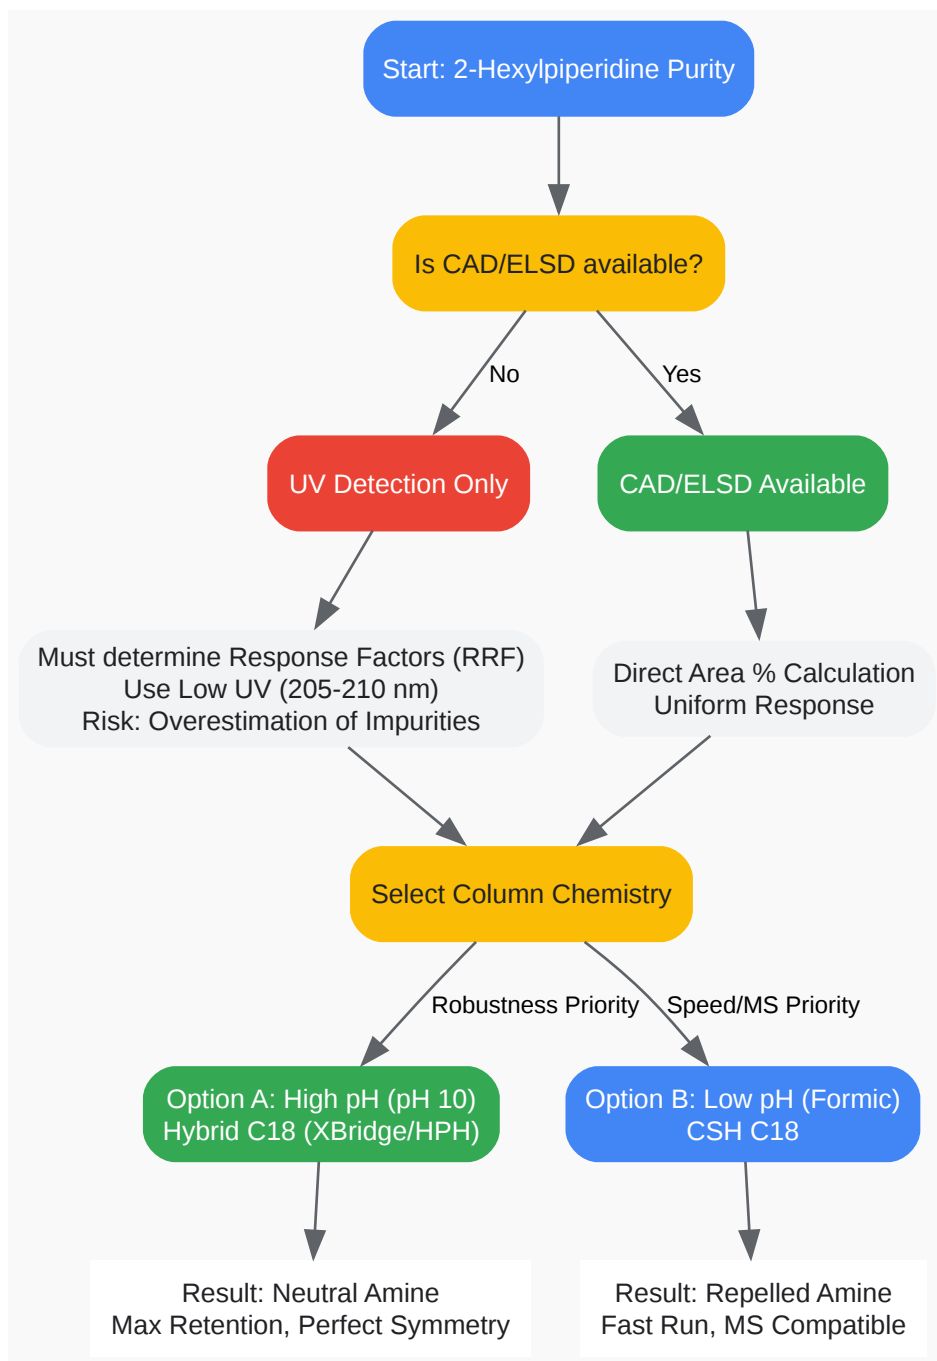 Start: 2-Hexylpiperidine Purity
Is CAD/ELSD available?
No
Yes
UV Detection Only
CAD/ELSD Available
Must determine Response Factors (RRF)
Use Low UV (205-210 nm)
Risk: Overestimation of Impurities
Direct Area % Calculation
Uniform Response
Select Column Chemistry
Robustness Priority
Speed/MS Priority
Option A: High pH (pH 10)
Hybrid C18 (XBridge/HPH)
Option B: Low pH (Formic)
CSH C18
Result: Neutral Amine
Max Retention, Perfect Symmetry
Result: Repelled Amine
Fast Run, MS Compatible